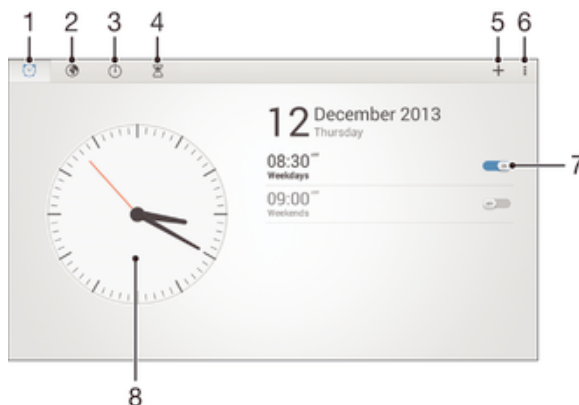 1 2 3 4 5 6
12 December 2013
Thursday
08:30
Weekdays
7
09:00
Weekends
8